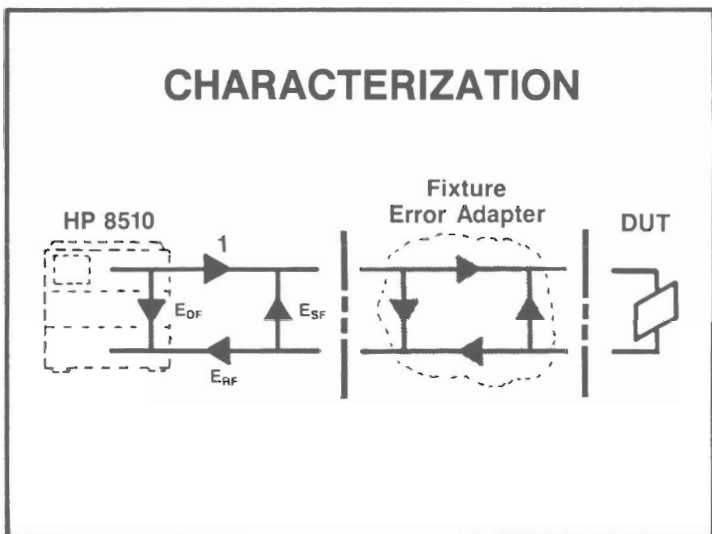 CHARACTERIZATION
Fixture
Error Adapter
HP 8510
DUT
1
E_DF
E_SF
E_RF